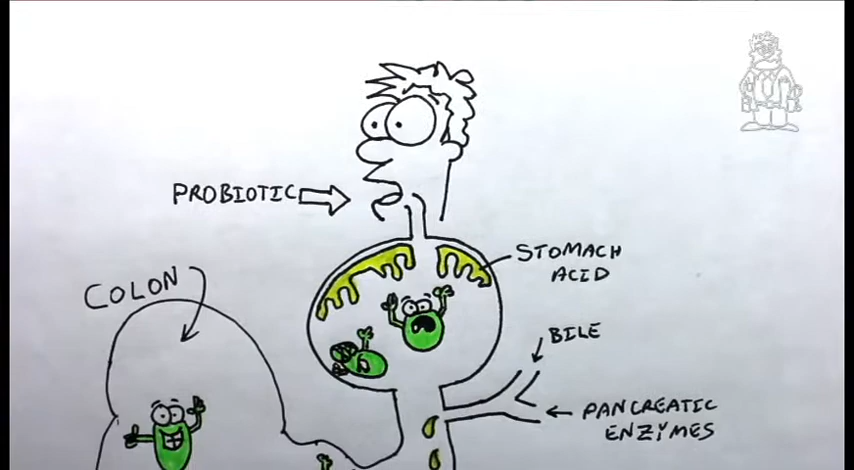 PROBIOTIC
STOMACH
ACID
COLON
BILE
PANCREATIC
ENZYMES